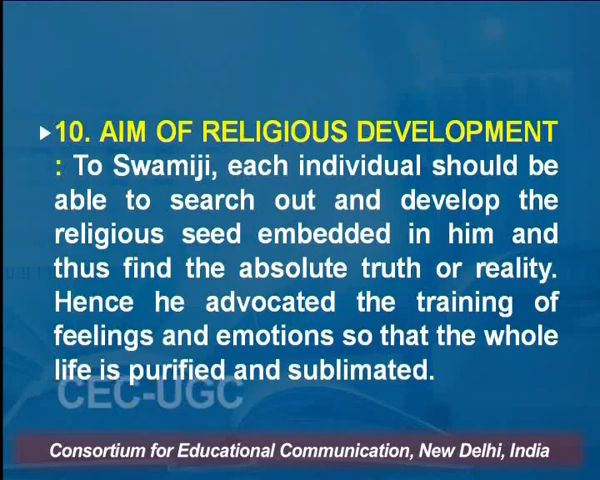 10. AIM OF RELIGIOUS DEVELOPMENT
: To Swamiji, each individual should be
able to search out and develop the
religious seed embedded in him and
thus find the absolute truth or reality.
Hence he advocated the training of
feelings and emotions so that the whole
life is purified and sublimated.
CEC-UGC
Consortium for Educational Communication, New Delhi, India